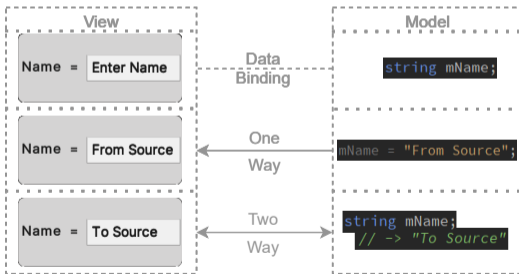 View
Model
Name = Enter Name
Data
Binding
string mName;
Name = From Source
One
Way
mName = "From Source";
Name = To Source
Two
Way
string mName;
// -> "To Source"